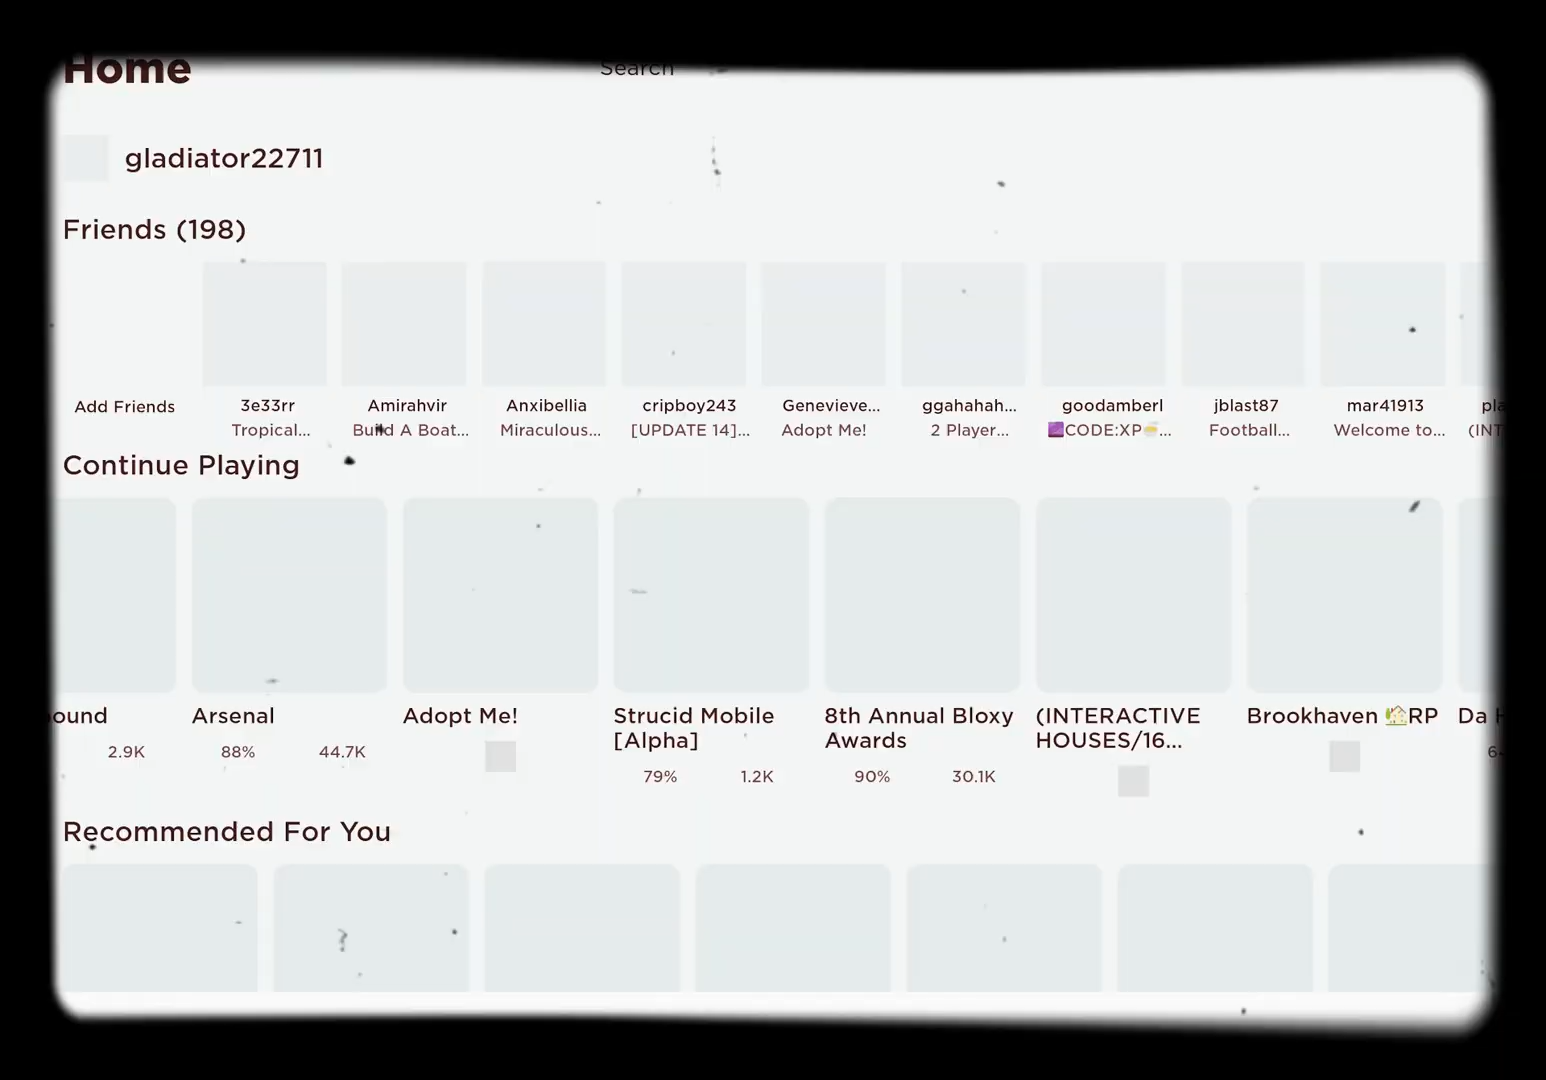 Home
Search
gladiator22711
Friends (198)
Add Friends
3e33rr
Amirahvir
Anxibellia
cripboy243
Genevieve...
ggahahah...
goodamberl
jblast87
mar41913
Tropical...
Build A Boat...
Miraculous...
[UPDATE 14]...
Adopt Me!
2 Player...
🟪CODE:XP...
Football...
Welcome to...
(INT
Continue Playing
ound
Arsenal
Adopt Me!
Strucid Mobile
[Alpha]
8th Annual Bloxy
Awards
(INTERACTIVE
HOUSES/16...
Brookhaven 🏡RP
Da H
2.9K
88%
44.7K
79%
1.2K
90%
30.1K
Recommended For You